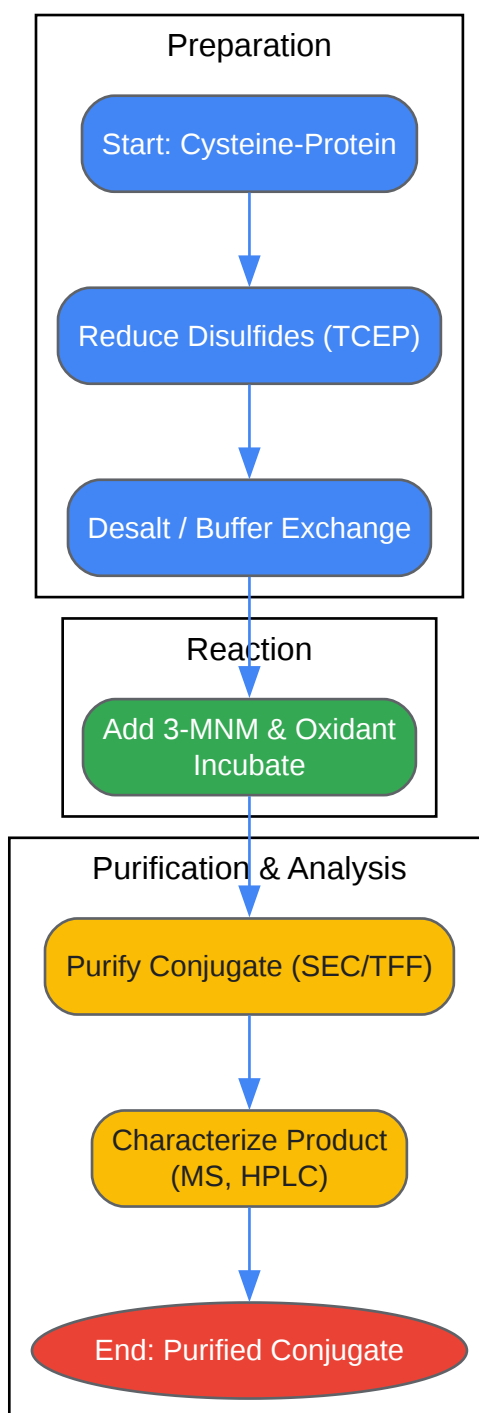 Preparation
Start: Cysteine-Protein
Reduce Disulfides (TCEP)
Desalt / Buffer Exchange
Reaction
Add 3-MNM & Oxidant
Incubate
Purification & Analysis
Purify Conjugate (SEC/TFF)
Characterize Product
(MS, HPLC)
End: Purified Conjugate